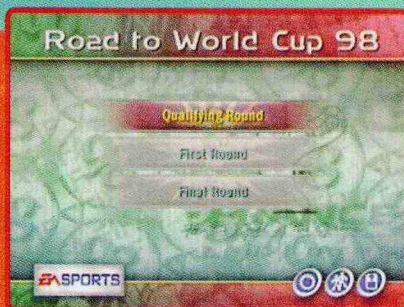 Road to World Cup 98
Qualifying Round
First Round
Final Round
EA SPORTS